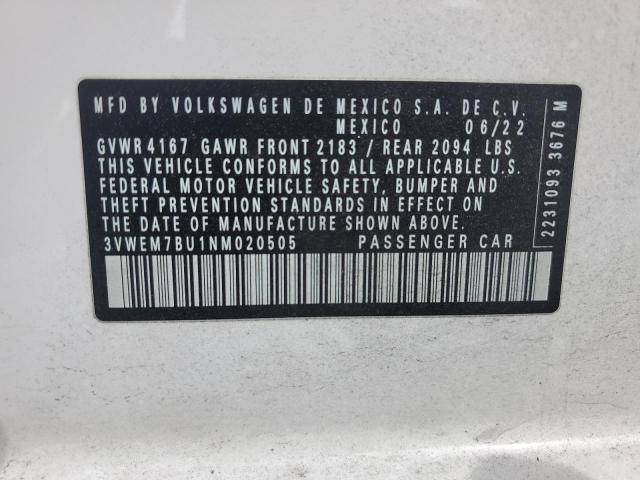 MFD BY VOLKSWAGEN DE MEXICO S.A. DE C.V.
MEXICO 06/22
GVWR 4167 GAWR FRONT 2183 / REAR 2094 LBS
THIS VEHICLE CONFORMS TO ALL APPLICABLE U.S.
FEDERAL MOTOR VEHICLE SAFETY, BUMPER AND
THEFT PREVENTION STANDARDS IN EFFECT ON
THE DATE OF MANUFACTURE SHOWN ABOVE.
3VWEM7BU1NM020505 PASSENGER CAR
2231093 3676 M